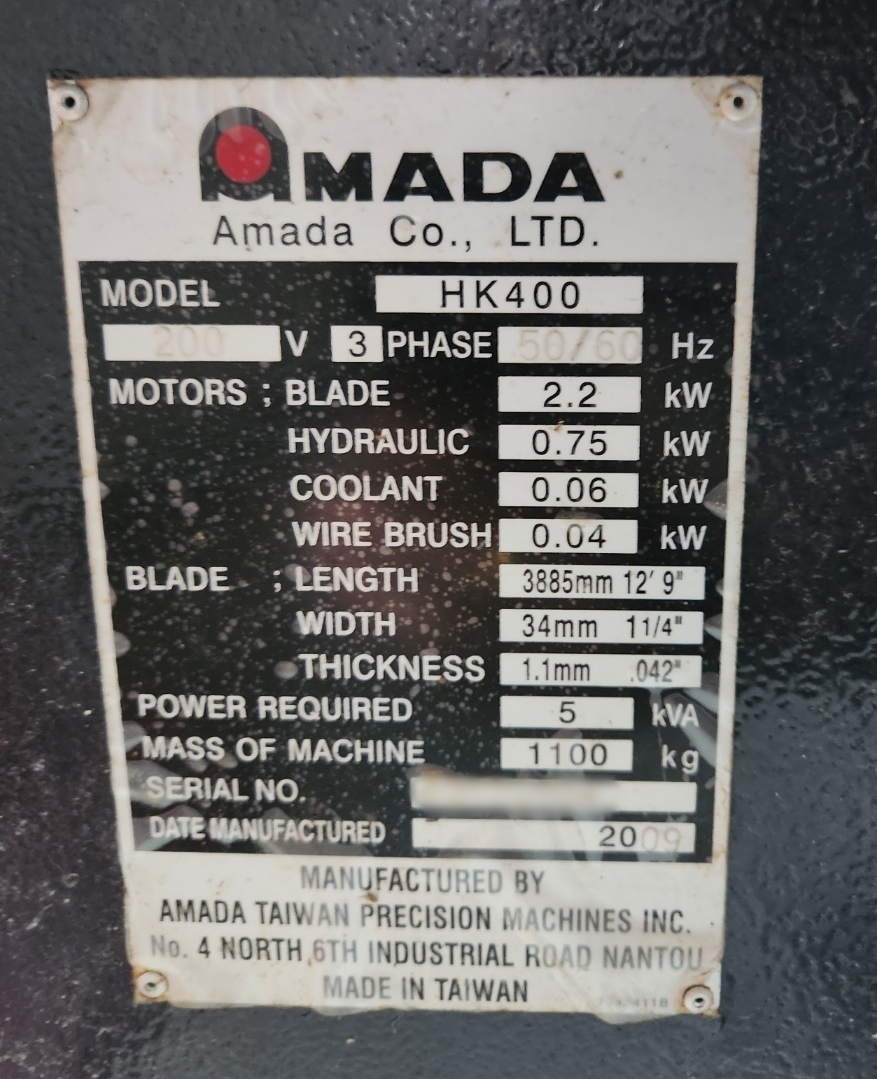 AMADA
Amada Co., LTD.
MODEL HK400
200 V 3 PHASE 50/60 Hz
MOTORS ; BLADE 2.2 kW
HYDRAULIC 0.75 kW
COOLANT 0.06 kW
WIRE BRUSH 0.04 kW
BLADE ; LENGTH 3885mm 12' 9"
WIDTH 34mm 1 1/4"
THICKNESS 1.1mm .042"
POWER REQUIRED 5 kVA
MASS OF MACHINE 1100 kg
SERIAL NO.
DATE MANUFACTURED 2009
MANUFACTURED BY
AMADA TAIWAN PRECISION MACHINES INC.
No. 4 NORTH 6TH INDUSTRIAL ROAD NANTOU
MADE IN TAIWAN